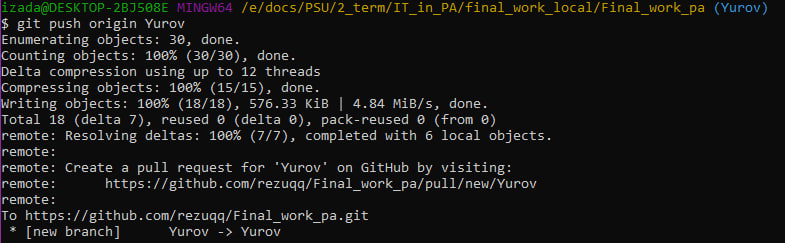 izada@DESKTOP-2BJ508E MINGW64 /e/docs/PSU/2_term/IT_in_PA/final_work_local/Final_work_pa (Yurov)
$ git push origin Yurov
Enumerating objects: 30, done.
Counting objects: 100% (30/30), done.
Delta compression using up to 12 threads
Compressing objects: 100% (15/15), done.
Writing objects: 100% (18/18), 576.33 KiB | 4.84 MiB/s, done.
Total 18 (delta 7), reused 0 (delta 0), pack-reused 0 (from 0)
remote: Resolving deltas: 100% (7/7), completed with 6 local objects.
remote:
remote: Create a pull request for 'Yurov' on GitHub by visiting:
remote:      https://github.com/rezuqq/Final_work_pa/pull/new/Yurov
remote:
To https://github.com/rezuqq/Final_work_pa.git
 * [new branch]      Yurov -> Yurov